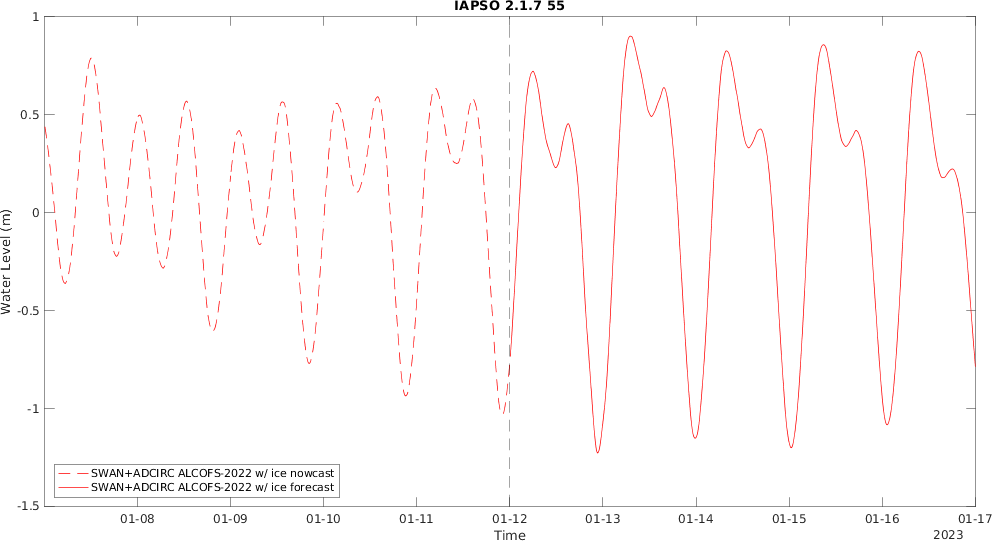 IAPSO 2.1.7 55
1
0.5
0
-0.5
-1
-1.5
Water Level (m)
SWAN+ADCIRC ALCOFS-2022 w/ ice nowcast
SWAN+ADCIRC ALCOFS-2022 w/ ice forecast
01-08 01-09 01-10 01-11 01-12 01-13 01-14 01-15 01-16 01-17
Time
2023